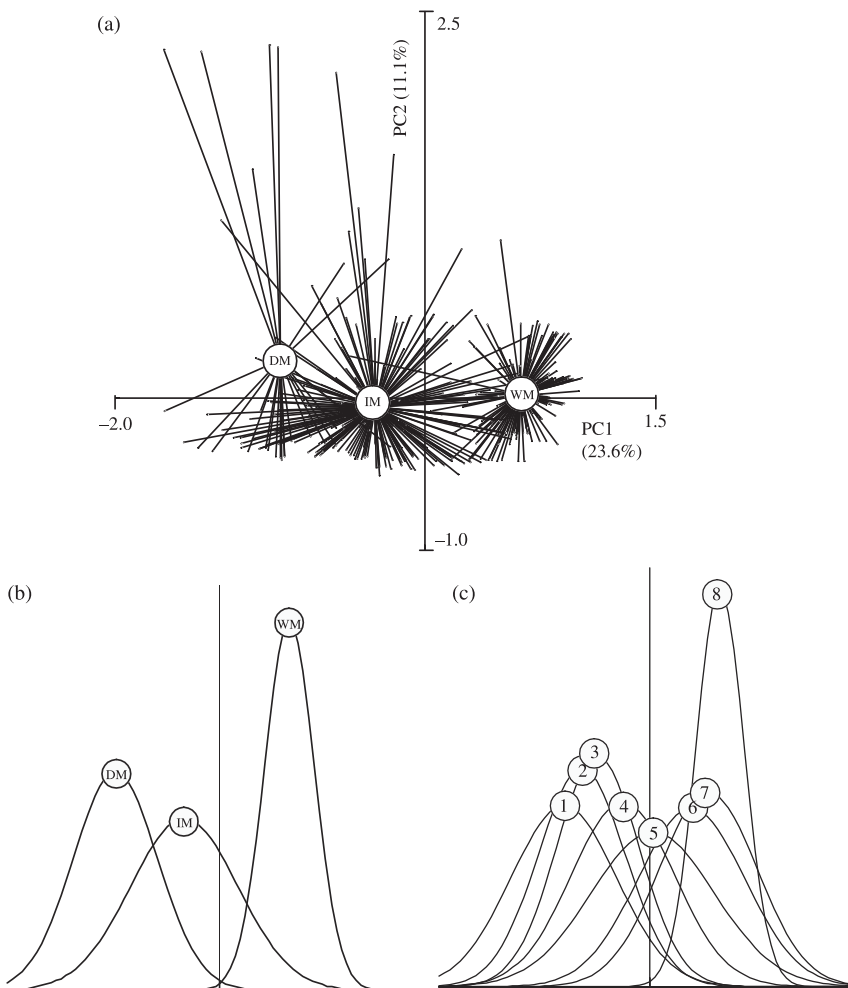 (a)
2.5
PC2 (11.1%)
DM
IM
WM
–2.0
PC1
(23.6%)
1.5
–1.0
(b)
WM
DM
IM
(c)
8
3
2
7
1
4
6
5